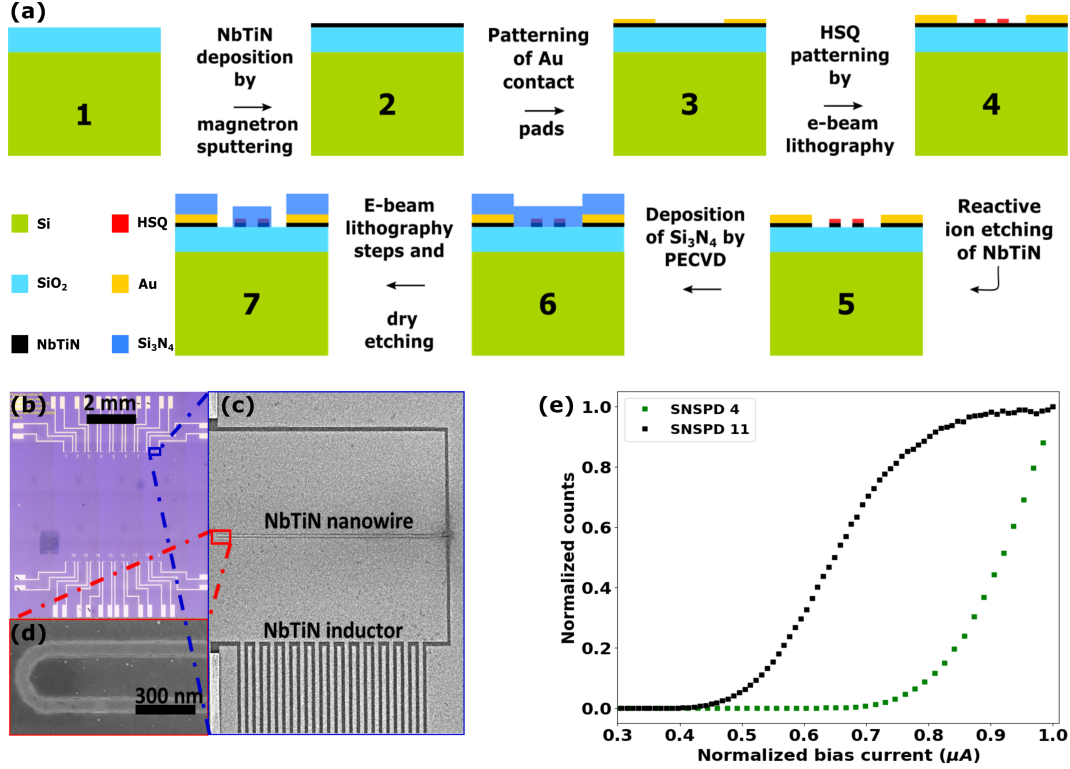 (a)
NbTiN
deposition
by
magnetron
sputtering
Patterning
of Au
contact
pads
HSQ
patterning
by
e-beam
lithography
1
2
3
4
Si
HSQ
SiO₂
Au
NbTiN
Si₃N₄
7
E-beam
lithography
steps and
dry
etching
6
Deposition
of Si₃N₄ by
PECVD
5
Reactive
ion etching
of NbTiN
(b)
2 mm
(c)
NbTiN nanowire
NbTiN inductor
(d)
300 nm
(e)
SNSPD 4
SNSPD 11
Normalized counts
1.0
0.8
0.6
0.4
0.2
0.0
0.3 0.4 0.5 0.6 0.7 0.8 0.9 1.0
Normalized bias current (μA)